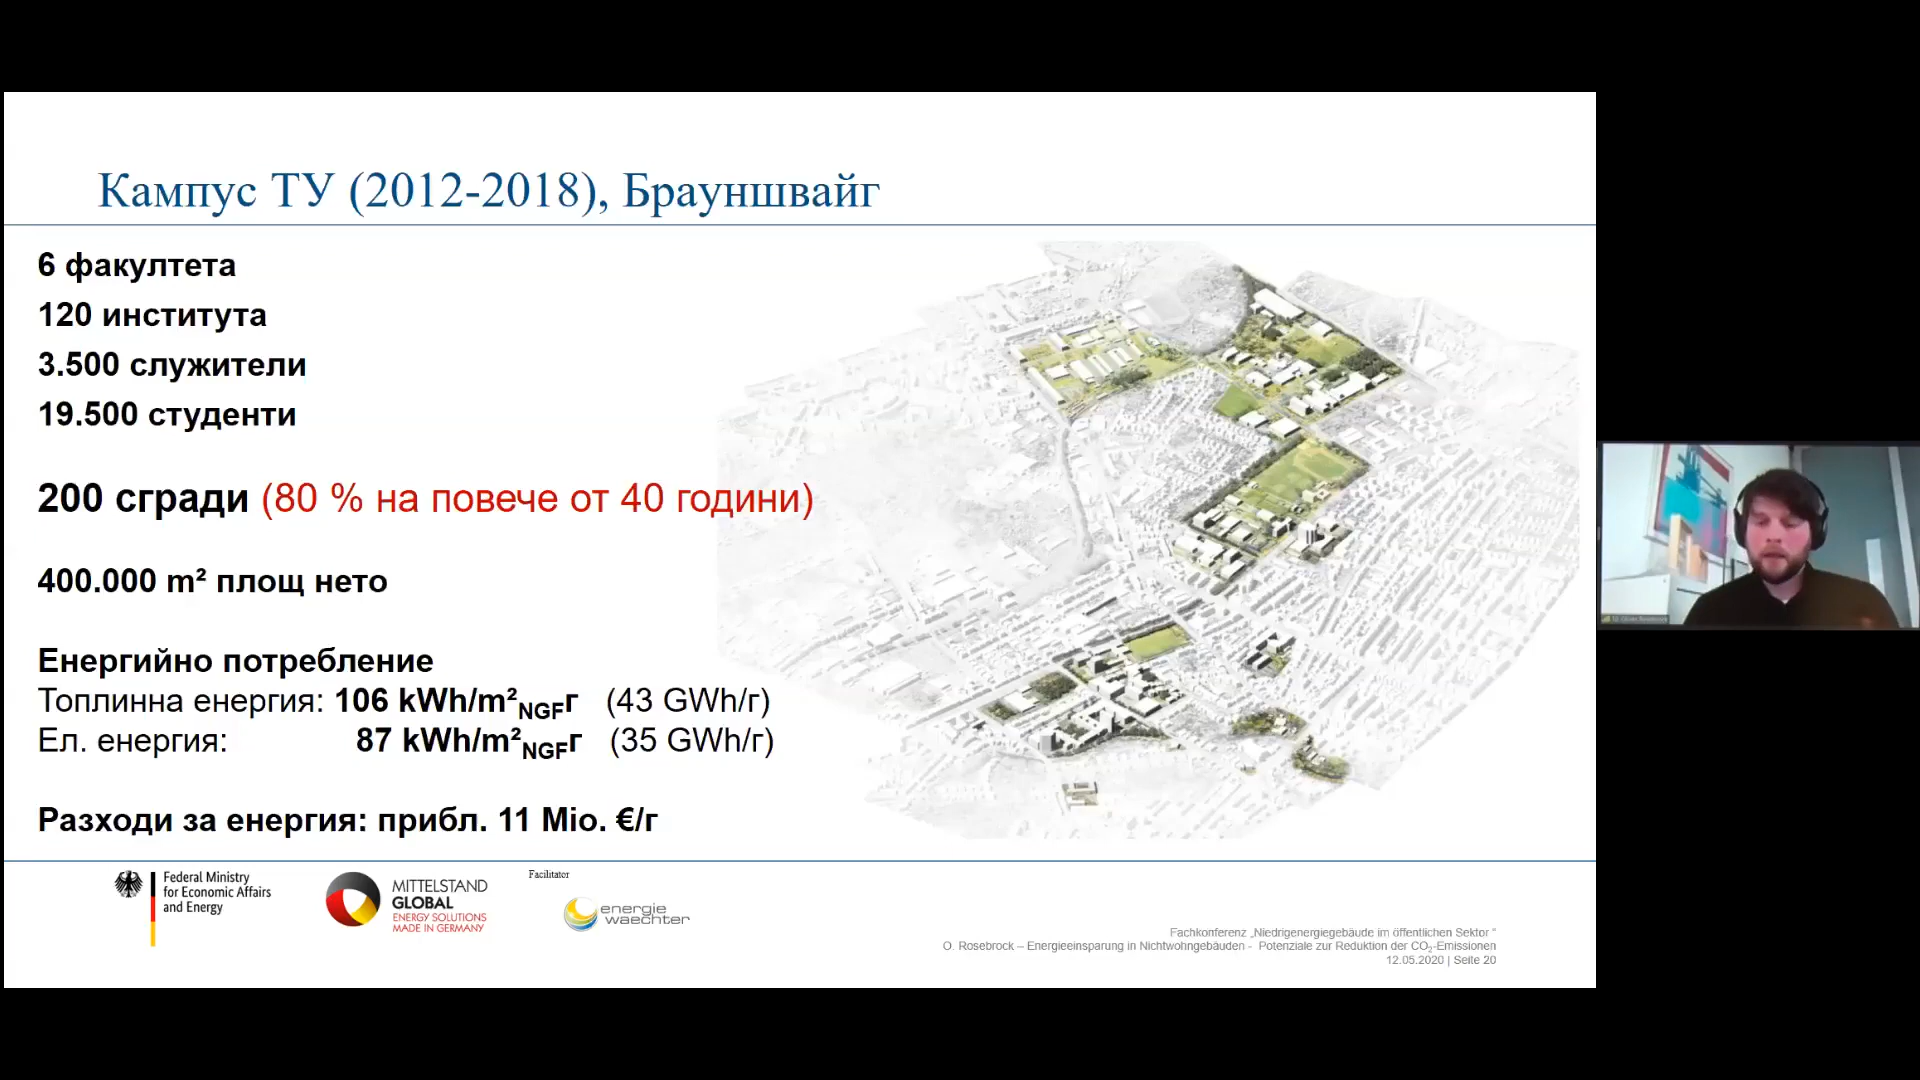 Кампус ТУ (2012-2018), Брауншвайг
6 факултета
120 института
3.500 служители
19.500 студенти
200 сгради (80 % на повече от 40 години)
400.000 m² площ нето
Енергийно потребление
Топлинна енергия: 106 kWh/m²NGFг (43 GWh/г)
Ел. енергия: 87 kWh/m²NGFг (35 GWh/г)
Разходи за енергия: прибл. 11 Mio. €/г
Federal Ministry
for Economic Affairs
and Energy
MITTELSTAND
GLOBAL
ENERGY SOLUTIONS
MADE IN GERMANY
Facilitator
energie
waechter
Fachkonferenz „Niedrigenergiegebäude im öffentlichen Sektor "
O. Rosebrock – Energieeinsparung in Nichtwohngebäuden - Potenziale zur Reduktion der CO2-Emissionen
12.05.2020 | Seite 20